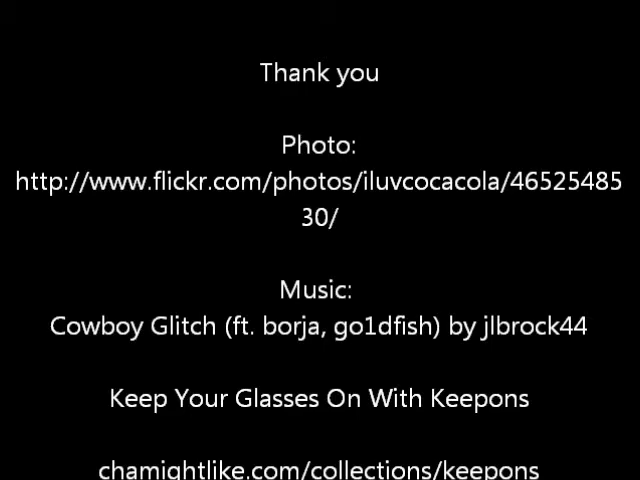 Thank you
Photo:
http://www.flickr.com/photos/iluvcocacola/46525485
30/
Music:
Cowboy Glitch (ft. borja, go1dfish) by jlbrock44
Keep Your Glasses On With Keepons
chamightlike.com/collections/keepons